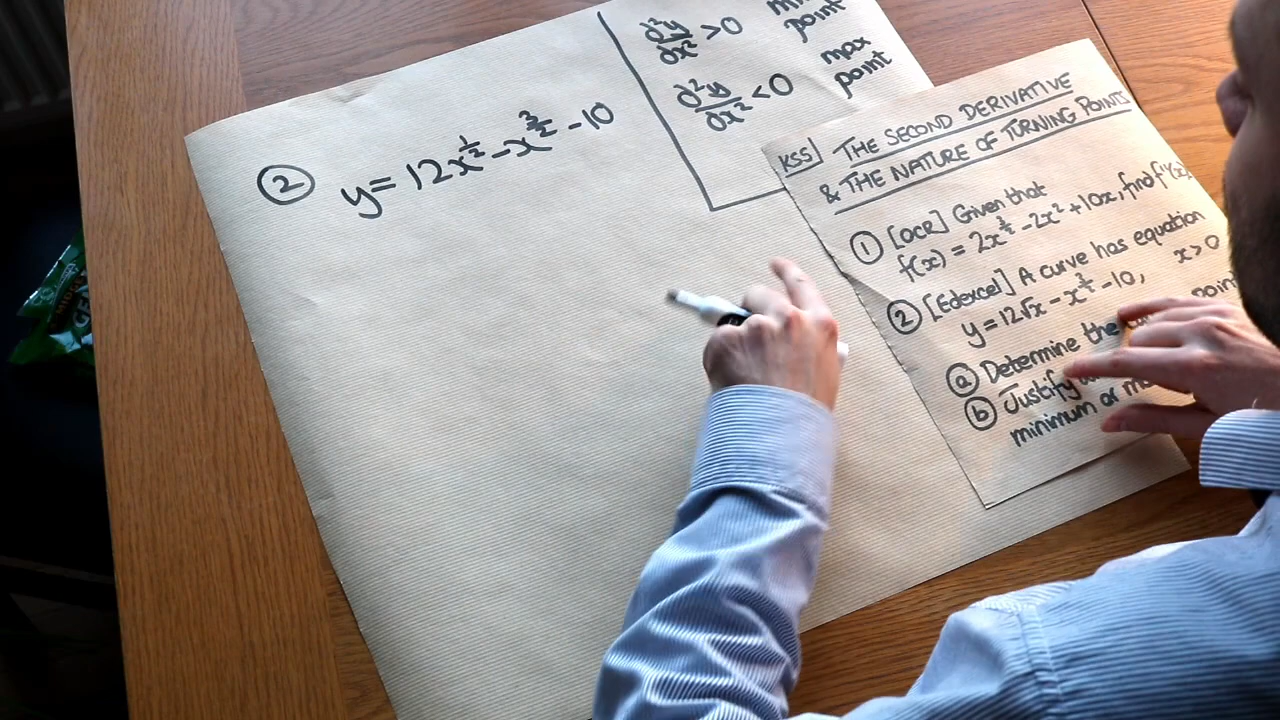 ② y = 12x^{1/2} - x^{3/2} - 10
d²y/dx² > 0
point
d²y/dx² < 0 max
point
KS5 THE SECOND DERIVATIVE
& THE NATURE OF TURNING POINTS
① [OCR] Given that
f(x) = 2x^{3/2} - 2x² + 10x, find f''(x)
② [Edexcel] A curve has equation
y = 12√x - x^{3/2} - 10, x > 0
ⓐ Determine the
ⓑ Justify
minimum or